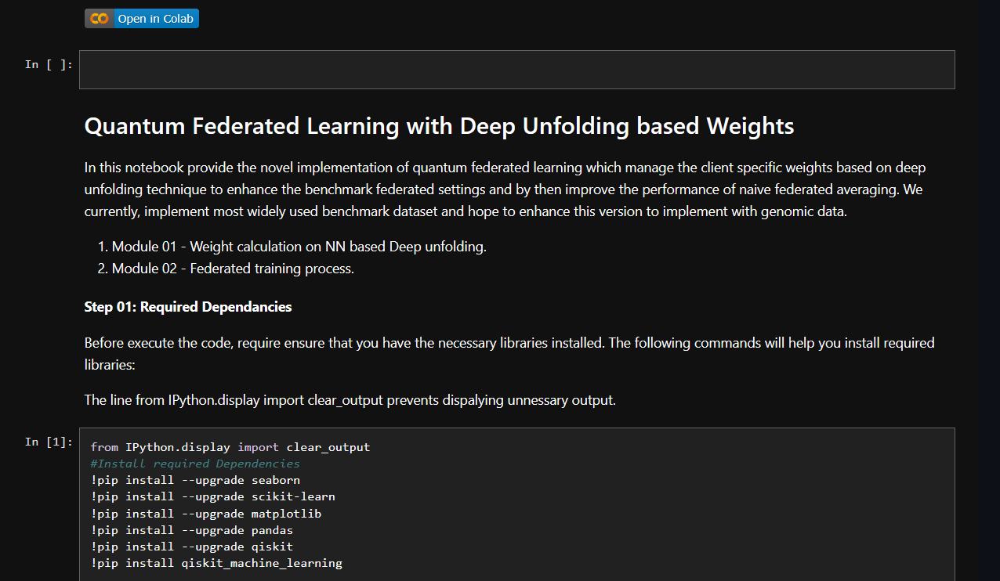 Open in Colab
In [ ]:
Quantum Federated Learning with Deep Unfolding based Weights
In this notebook provide the novel implementation of quantum federated learning which manage the client specific weights based on deep
unfolding technique to enhance the benchmark federated settings and by then improve the performance of naive federated averaging. We
currently, implement most widely used benchmark dataset and hope to enhance this version to implement with genomic data.
1. Module 01 - Weight calculation on NN based Deep unfolding.
2. Module 02 - Federated training process.
Step 01: Required Dependancies
Before execute the code, require ensure that you have the necessary libraries installed. The following commands will help you install required
libraries:
The line from IPython.display import clear_output prevents dispalying unnessary output.
In [1]:
from IPython.display import clear_output
#Install required Dependencies
!pip install --upgrade seaborn
!pip install --upgrade scikit-learn
!pip install --upgrade matplotlib
!pip install --upgrade pandas
!pip install --upgrade qiskit
!pip install qiskit_machine_learning